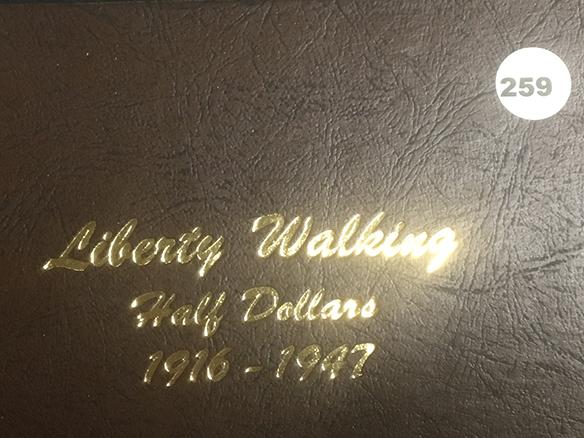 259
Liberty Walking
Half Dollars
1916 - 1947